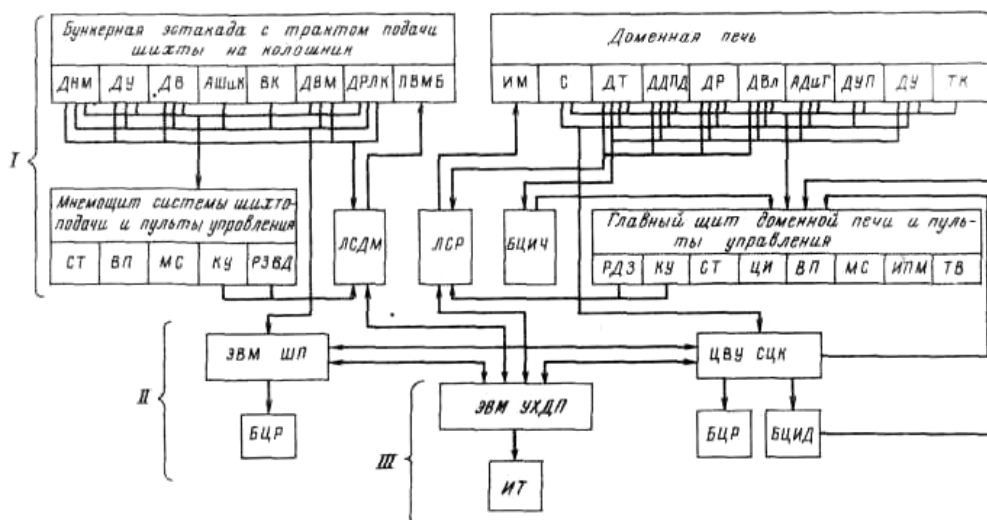 Бункерная эстакада с трактом подачи
шихты на колошник
ДНМ ДУ ДВ АШиК ВК ДВМ ДРЛК ПВМБ
Доменная печь
ИМ С ДТ ДДПД ДР ДВл АДиГ ДУП ДУ ТК
I
Мнемощит системы шихто-
подачи и пульты управления
СТ ВП МС КУ РЗВД
ЛСДМ
ЛСР
БЦИЧ
Главный щит доменной печи и пуль-
ты управления
РДЗ КУ СТ ЦИ ВП МС ИПМ ТВ
II
ЭВМ ШП
ЦВУ СЦК
БЦР
III
ЭВМ УХДП
БЦР
БЦИД
ИТ